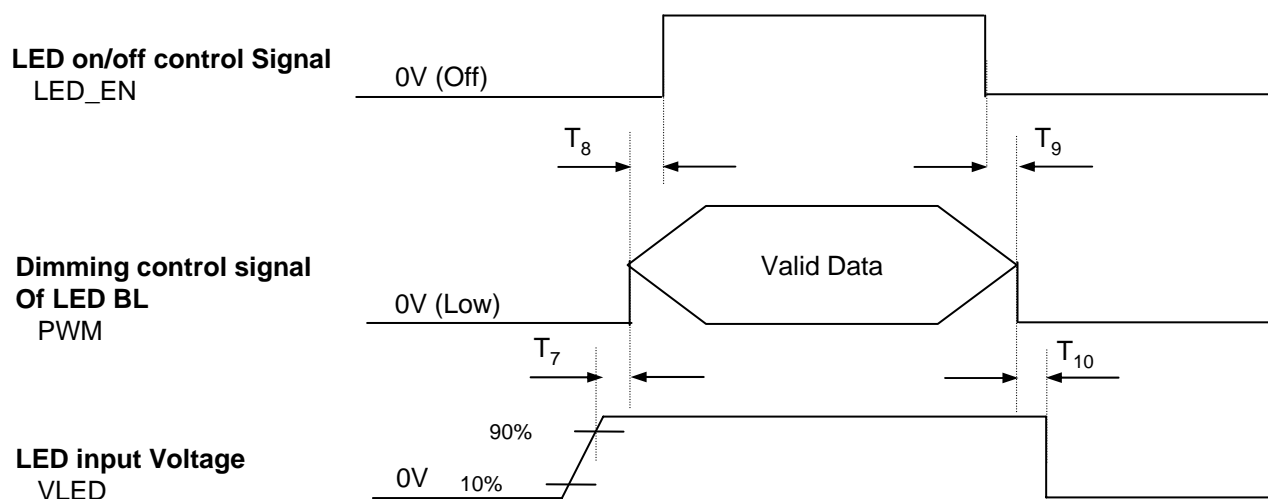 LED on/off control Signal
LED_EN
0V (Off)
T8
T9
Dimming control signal
Of LED BL
PWM
0V (Low)
Valid Data
T7
T10
90%
LED input Voltage
VLED
0V
10%